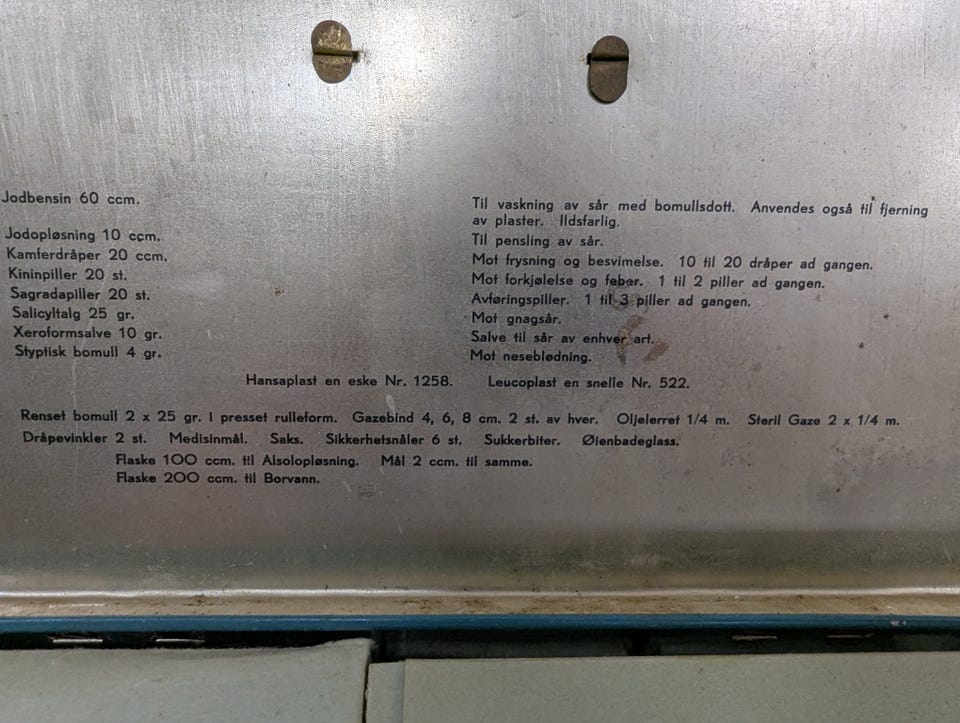 Jodbensin 60 ccm. Til vaskning av sår med bomullsdott. Anvendes også til fjerning
av plaster. Ildsfarlig.
Jodopløsning 10 ccm. Til pensling av sår.
Kamferdråper 20 ccm. Mot frysning og besvimelse. 10 til 20 dråper ad gangen.
Kininpiller 20 st. Mot forkjølelse og feber. 1 til 2 piller ad gangen.
Sagradapiller 20 st. Avføringspiller. 1 til 3 piller ad gangen.
Salicyltalg 25 gr. Mot gnagsår.
Xeroformsalve 10 gr. Salve til sår av enhver art.
Styptisk bomull 4 gr. Mot neseblødning.
Hansaplast en eske Nr. 1258. Leucoplast en snelle Nr. 522.
Renset bomull 2 x 25 gr. I presset rulleform. Gazebind 4, 6, 8 cm. 2 st. av hver. Oljelerret 1/4 m. Steril Gaze 2 x 1/4 m.
Dråpevinkler 2 st. Medisinmål. Saks. Sikkerhetsnåler 6 st. Sukkerbiter. Øienbadeglass.
Flaske 100 ccm. til Alsolopløsning. Mål 2 ccm. til samme.
Flaske 200 ccm. til Borvann.